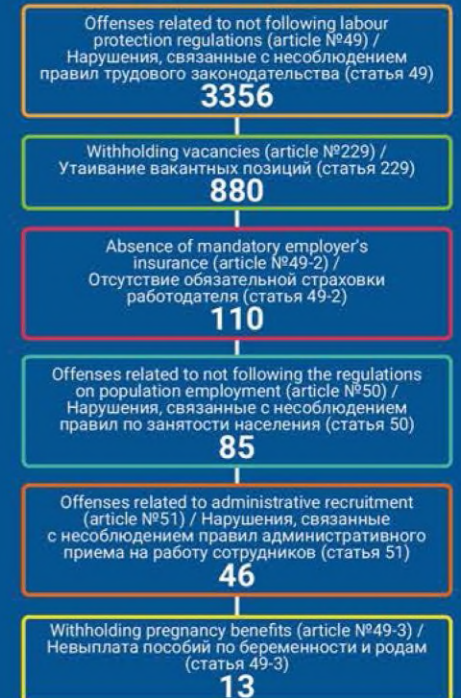 Offenses related to not following labour
protection regulations (article №49) /
Нарушения, связанные с несоблюдением
правил трудового законодательства (статья 49)
3356
Withholding vacancies (article №229) /
Утаивание вакантных позиций (статья 229)
880
Absence of mandatory employer's
insurance (article №49-2) /
Отсутствие обязательной страховки
работодателя (статья 49-2)
110
Offenses related to not following the regulations
on population employment (article №50) /
Нарушения, связанные с несоблюдением
правил по занятости населения (статья 50)
85
Offenses related to administrative recruitment
(article №51) / Нарушения, связанные
с несоблюдением правил административного
приема на работу сотрудников (статья 51)
46
Withholding pregnancy benefits (article №49-3) /
Невыплата пособий по беременности и родам
(статья 49-3)
13